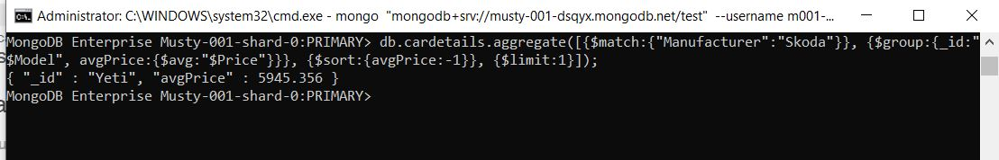 Administrator: C:\WINDOWS\system32\cmd.exe - mongo  "mongodb+srv://musty-001-dsqyx.mongodb.net/test"  --username m001-...
MongoDB Enterprise Musty-001-shard-0:PRIMARY> db.cardetails.aggregate([{$match:{"Manufacturer":"Skoda"}}, {$group:{_id:"
$Model", avgPrice:{$avg:"$Price"}}}, {$sort:{avgPrice:-1}}, {$limit:1}]);
{ "_id" : "Yeti", "avgPrice" : 5945.356 }
MongoDB Enterprise Musty-001-shard-0:PRIMARY>